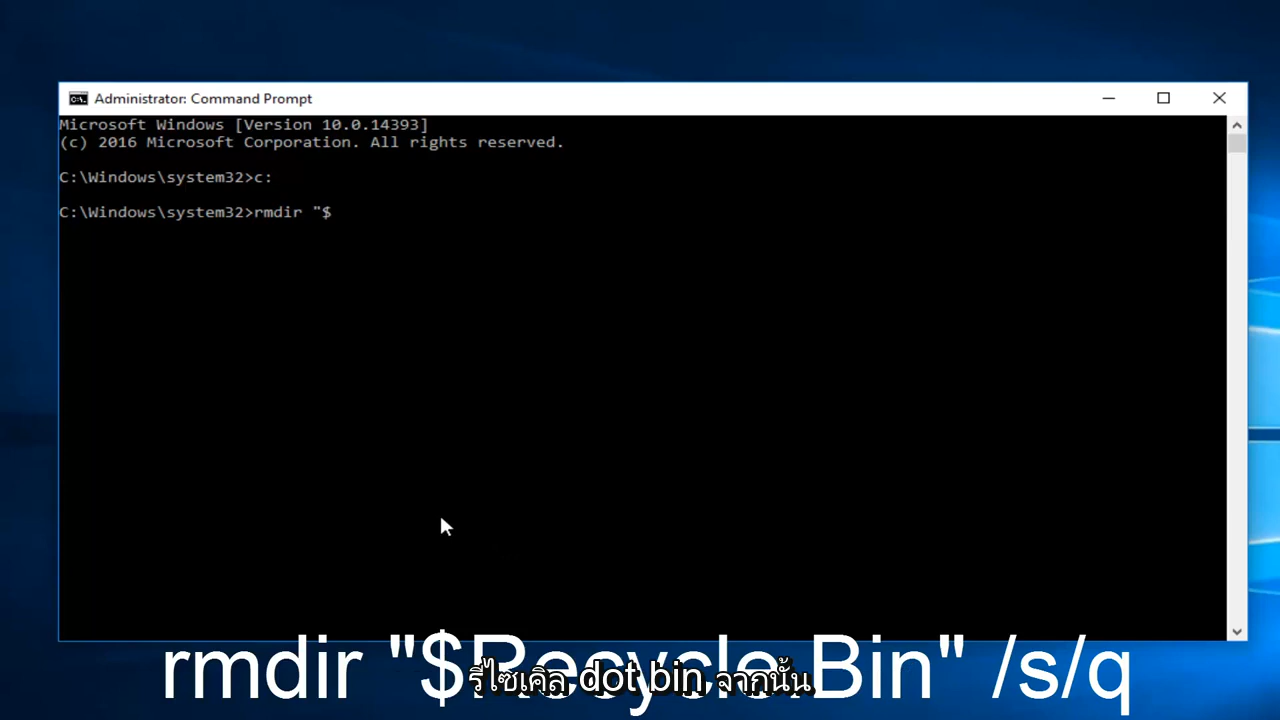 Administrator: Command Prompt
Microsoft Windows [Version 10.0.14393]
(c) 2016 Microsoft Corporation. All rights reserved.
C:\Windows\system32>c:
C:\Windows\system32>rmdir "$
rmdir "$Recycle.Bin" /s/q
รีไซเคิล dot bin จากนั้น